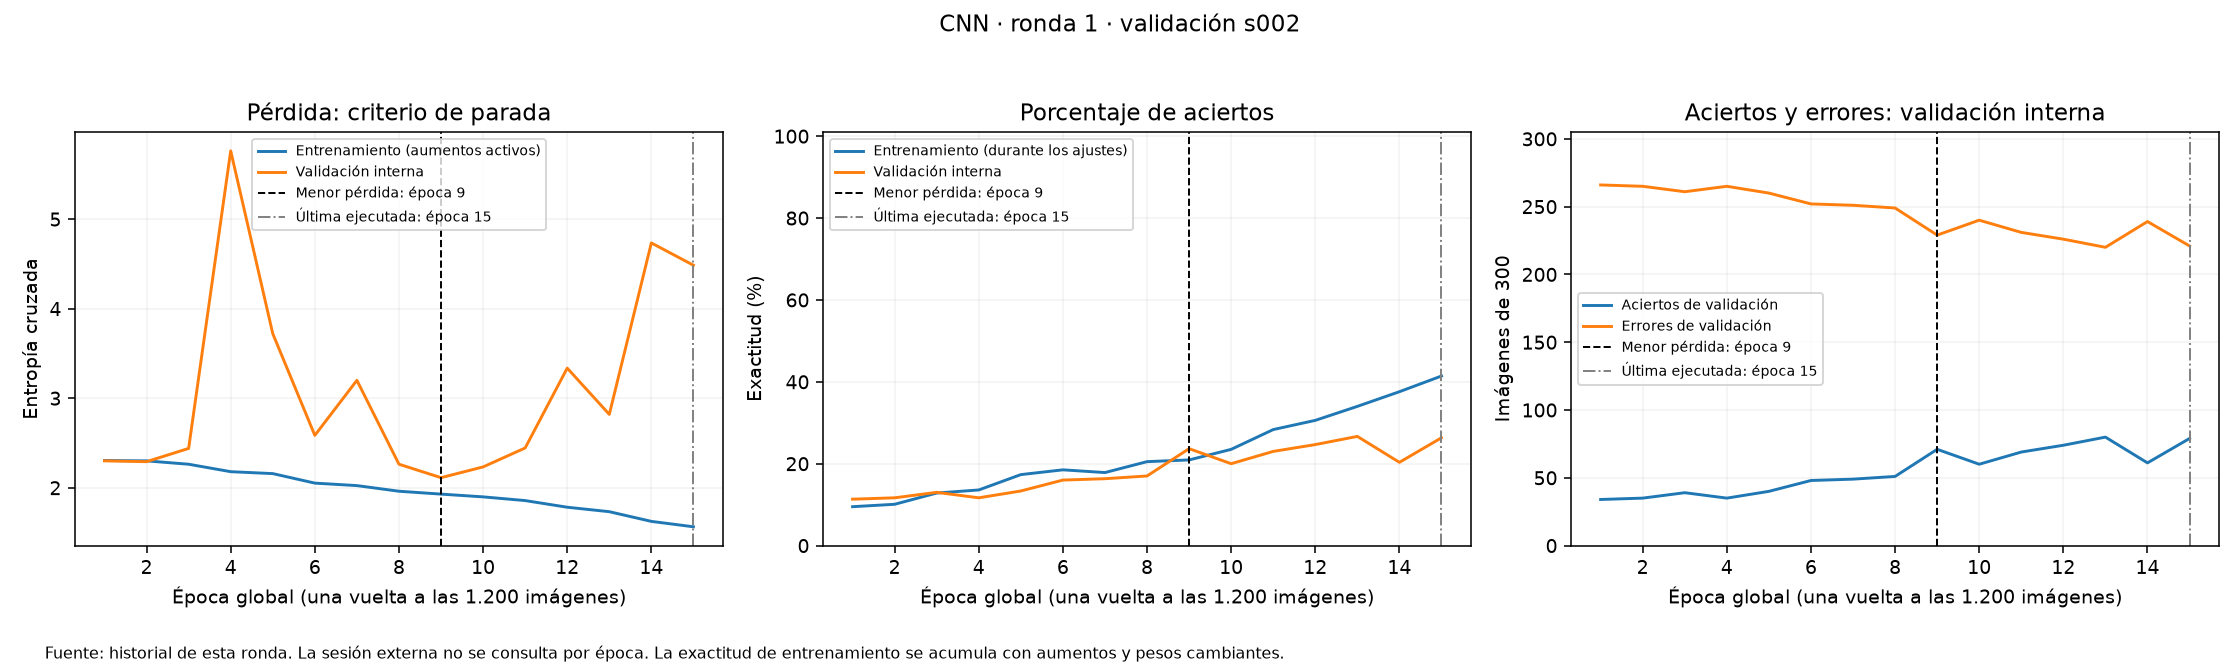 CNN · ronda 1 · validación s002
Pérdida: criterio de parada
Entropía cruzada
5
4
3
2
Entrenamiento (aumentos activos)
Validación interna
Menor pérdida: época 9
Última ejecutada: época 15
2 4 6 8 10 12 14
Época global (una vuelta a las 1.200 imágenes)
Porcentaje de aciertos
Exactitud (%)
100
80
60
40
20
0
Entrenamiento (durante los ajustes)
Validación interna
Menor pérdida: época 9
Última ejecutada: época 15
2 4 6 8 10 12 14
Época global (una vuelta a las 1.200 imágenes)
Aciertos y errores: validación interna
Imágenes de 300
300
250
200
150
100
50
0
Aciertos de validación
Errores de validación
Menor pérdida: época 9
Última ejecutada: época 15
2 4 6 8 10 12 14
Época global (una vuelta a las 1.200 imágenes)
Fuente: historial de esta ronda. La sesión externa no se consulta por época. La exactitud de entrenamiento se acumula con aumentos y pesos cambiantes.